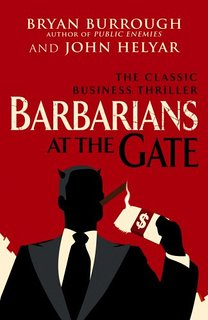 BRYAN BURROUGH
AUTHOR OF PUBLIC ENEMIES
AND JOHN HELYAR
THE CLASSIC
BUSINESS THRILLER
BARBARIANS
AT THE GATE
$